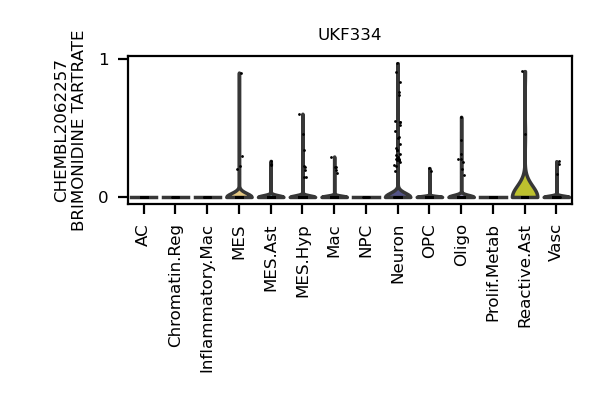 UKF334
CHEMBL2062257
BRIMONIDINE TARTRATE
1
0
AC
Chromatin.Reg
Inflammatory.Mac
MES
MES.Ast
MES.Hyp
Mac
NPC
Neuron
OPC
Oligo
Prolif.Metab
Reactive.Ast
Vasc